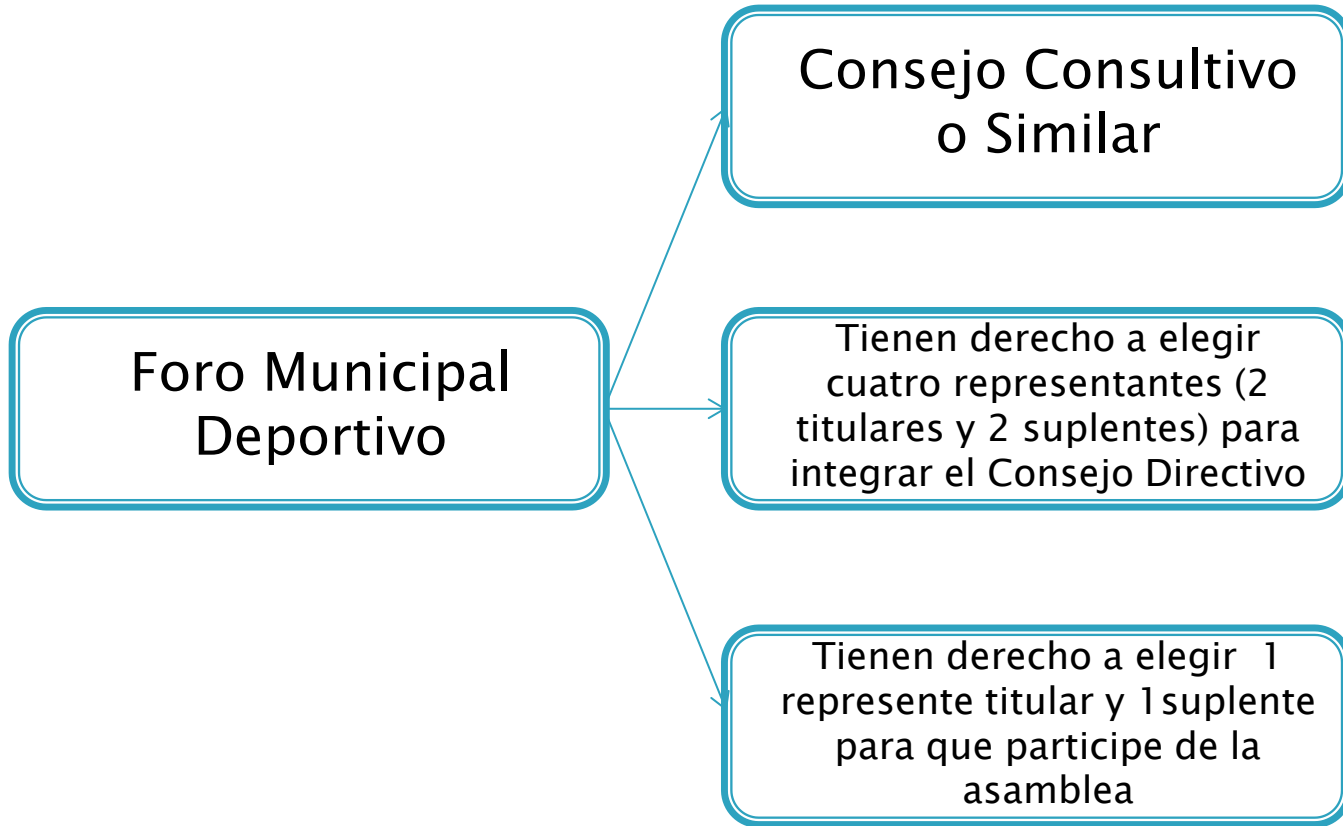 Consejo Consultivo
o Similar
Foro Municipal
Deportivo
Tienen derecho a elegir
cuatro representantes (2
titulares y 2 suplentes) para
integrar el Consejo Directivo
Tienen derecho a elegir 1
represente titular y 1suplente
para que participe de la
asamblea